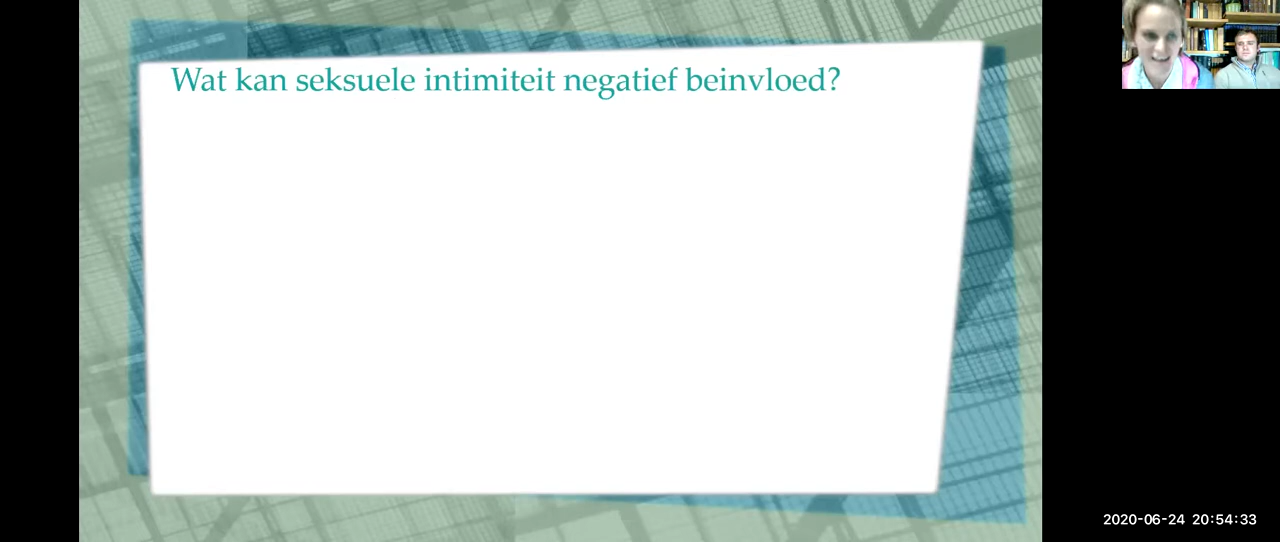 Wat kan seksuele intimiteit negatief beinvloed?
2020-06-24 20:54:33